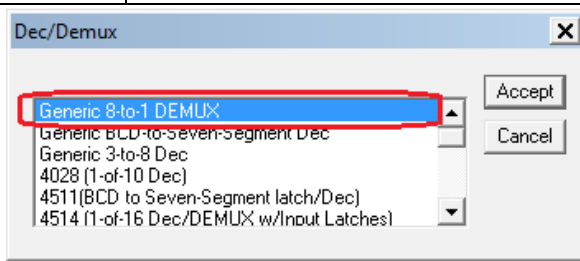 Dec/Demux
Generic 8-to-1 DEMUX
Generic BCD-to-Seven-Segment Dec
Generic 3-to-8 Dec
4028 (1-of-10 Dec)
4511(BCD to Seven-Segment latch/Dec)
4514 (1-of-16 Dec/DEMUX w/Input Latches)
Accept
Cancel